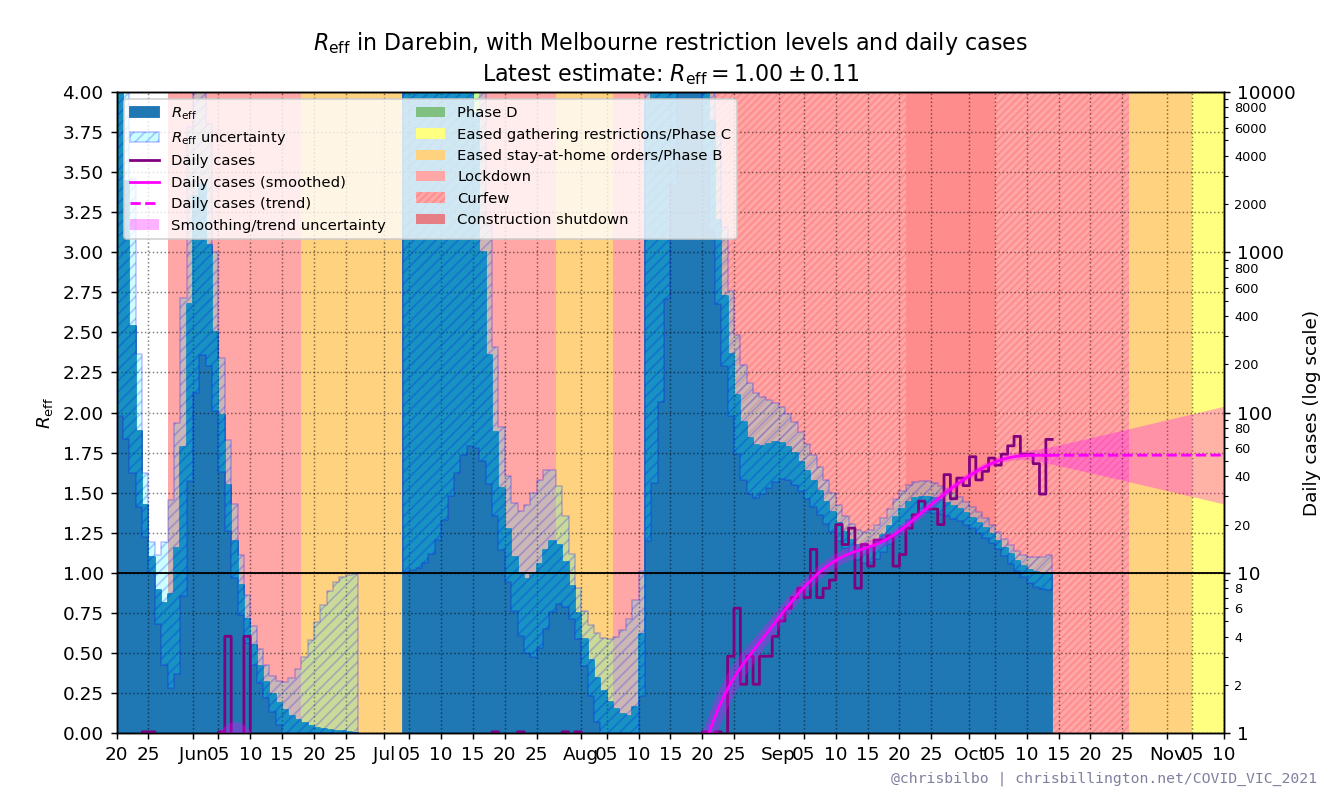 Reff in Darebin, with Melbourne restriction levels and daily cases
Latest estimate: Reff = 1.00 ± 0.11
Reff
Reff uncertainty
Daily cases
Daily cases (smoothed)
Daily cases (trend)
Smoothing/trend uncertainty
Phase D
Eased gathering restrictions/Phase C
Eased stay-at-home orders/Phase B
Lockdown
Curfew
Construction shutdown
Reff
4.00
3.75
3.50
3.25
3.00
2.75
2.50
2.25
2.00
1.75
1.50
1.25
1.00
0.75
0.50
0.25
0.00
10000
8000
6000
4000
2000
1000
800
600
400
200
100
80
60
40
20
10
8
6
4
2
1
Daily cases (log scale)
20 25 Jun 05 10 15 20 25 Jul 05 10 15 20 25 Aug 05 10 15 20 25 Sep 05 10 15 20 25 Oct 05 10 15 20 25 Nov 05 10
@chrisbilbo | chrisbillington.net/COVID_VIC_2021